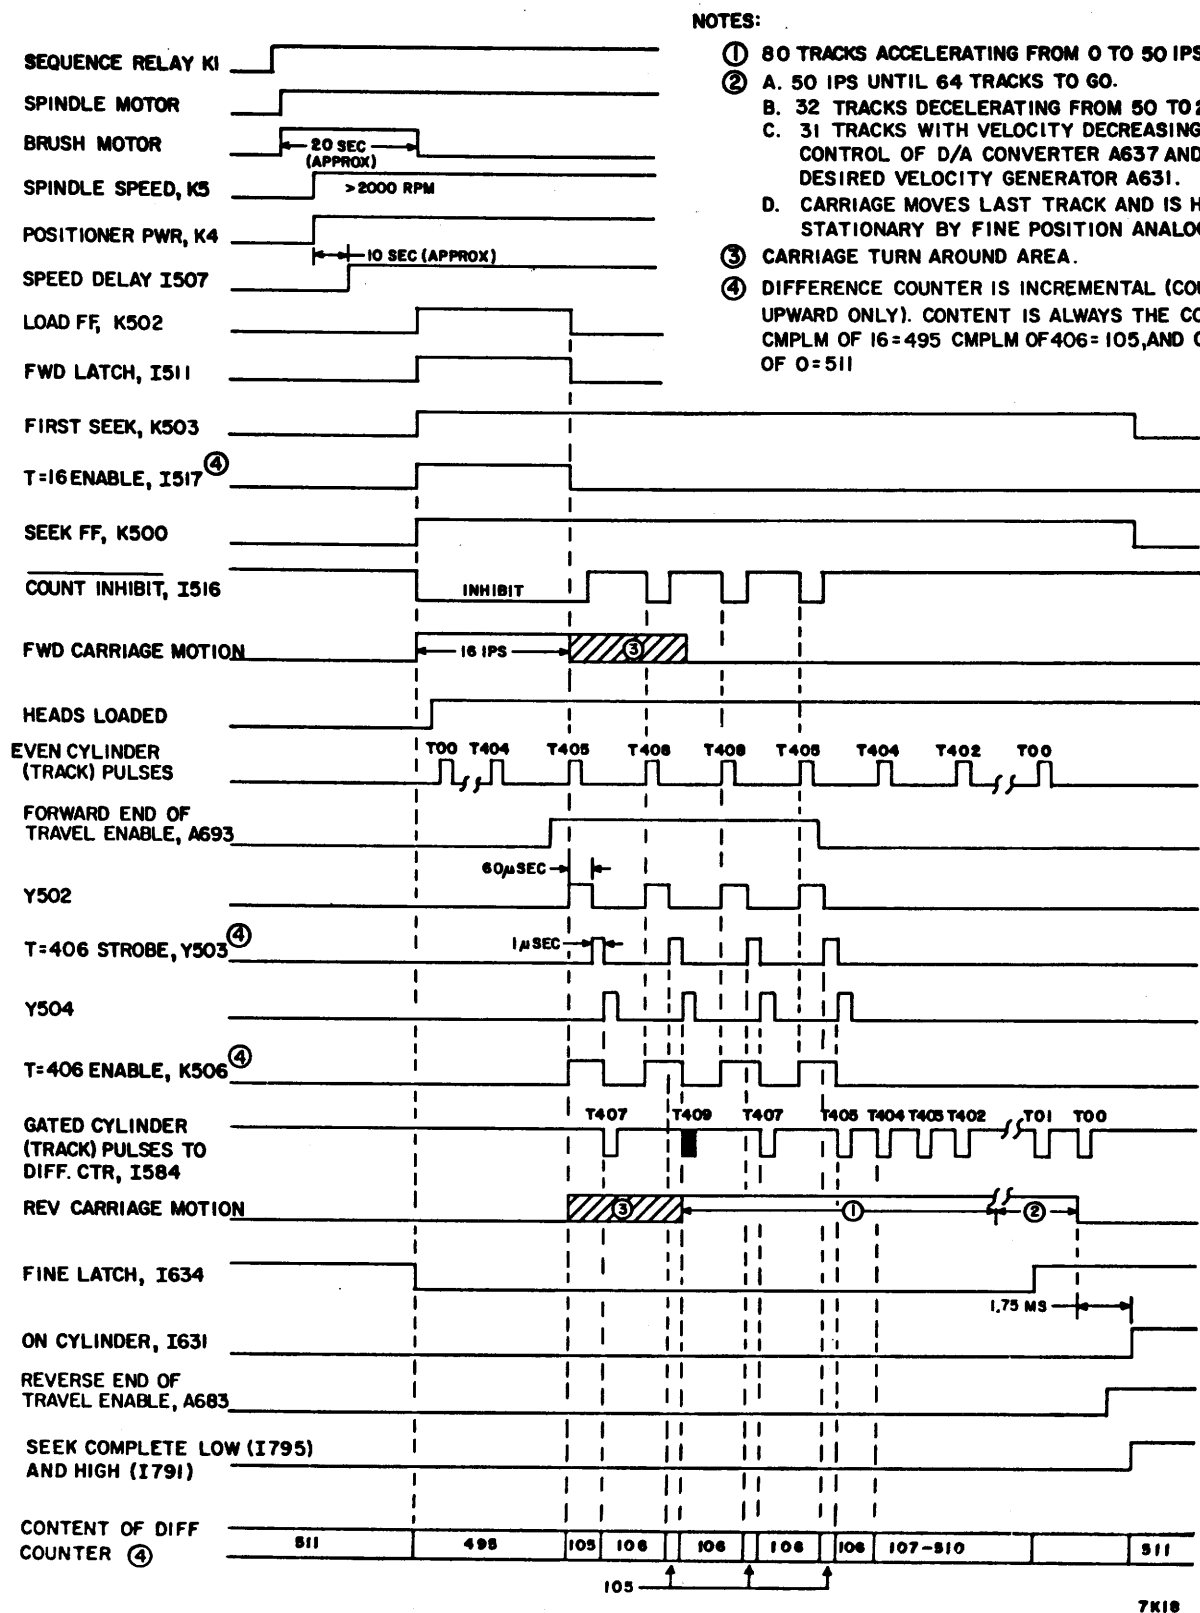 NOTES:
① 80 TRACKS ACCELERATING FROM 0 TO 50 IPS
② A. 50 IPS UNTIL 64 TRACKS TO GO.
B. 32 TRACKS DECELERATING FROM 50 TO 2
C. 31 TRACKS WITH VELOCITY DECREASING
CONTROL OF D/A CONVERTER A637 AND
DESIRED VELOCITY GENERATOR A631.
D. CARRIAGE MOVES LAST TRACK AND IS H
STATIONARY BY FINE POSITION ANALO
③ CARRIAGE TURN AROUND AREA.
④ DIFFERENCE COUNTER IS INCREMENTAL (COU
UPWARD ONLY). CONTENT IS ALWAYS THE CO
CMPLM OF 16=495 CMPLM OF 406=105, AND
OF 0=511
SEQUENCE RELAY K1
SPINDLE MOTOR
BRUSH MOTOR
20 SEC
(APPROX)
SPINDLE SPEED, K5
>2000 RPM
POSITIONER PWR, K4
10 SEC (APPROX)
SPEED DELAY I507
LOAD FF, K502
FWD LATCH, I511
FIRST SEEK, K503
T=16 ENABLE, I517 ④
SEEK FF, K500
COUNT INHIBIT, I516
INHIBIT
FWD CARRIAGE MOTION
16 IPS
③
HEADS LOADED
EVEN CYLINDER
(TRACK) PULSES
T00 T404 T405 T408 T408 T405 T404 T402 T00
FORWARD END OF
TRAVEL ENABLE, A693
60µSEC
Y502
T=406 STROBE, Y503 ④
1µSEC
Y504
T=406 ENABLE, K506 ④
GATED CYLINDER
(TRACK) PULSES TO
DIFF. CTR, I584
T407 T409 T407 T405 T404 T403 T402 T01 T00
REV CARRIAGE MOTION
③ ① ②
FINE LATCH, I634
1.75 MS
ON CYLINDER, I631
REVERSE END OF
TRAVEL ENABLE, A683
SEEK COMPLETE LOW (I795)
AND HIGH (I791)
CONTENT OF DIFF
COUNTER ④
511 495 105 106 106 106 106 107-510 511
105
7K18